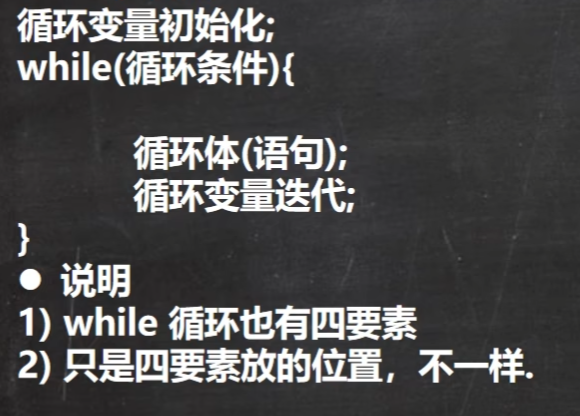 循环变量初始化;
while(循环条件){
循环体(语句);
循环变量迭代;
}
● 说明
1) while 循环也有四要素
2) 只是四要素放的位置，不一样.